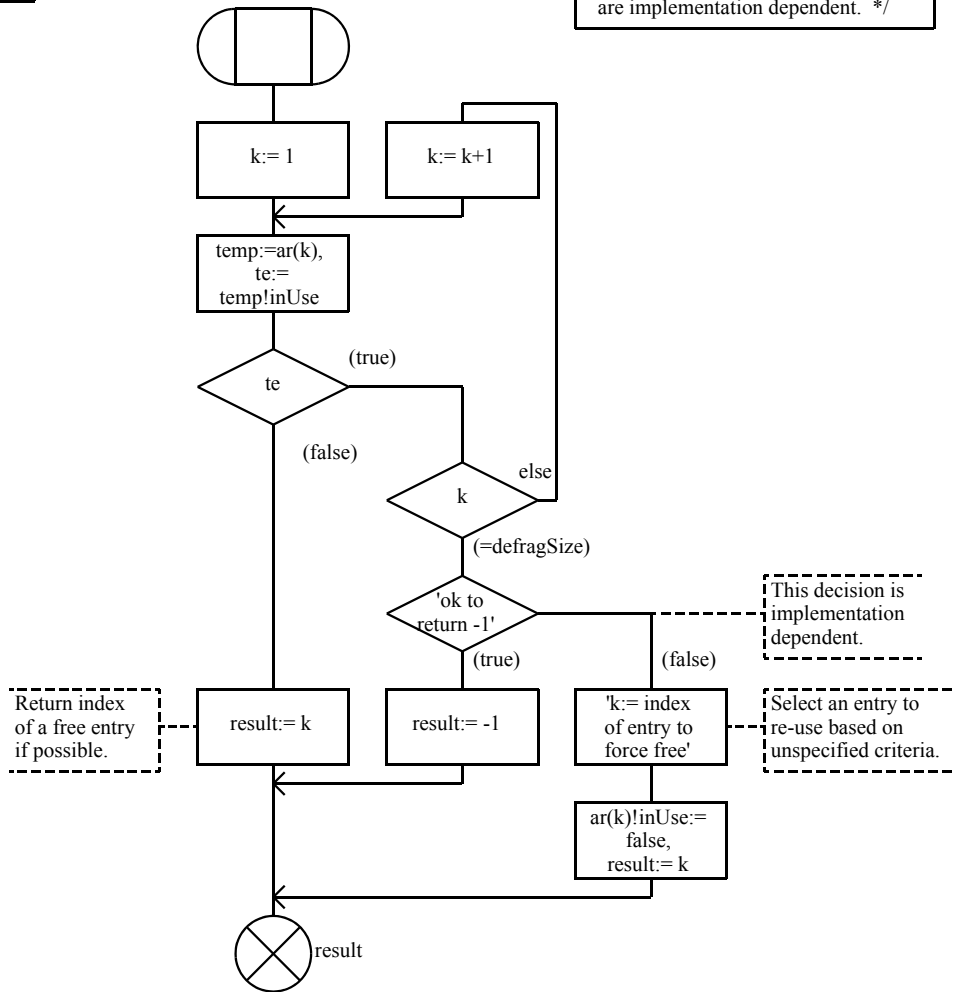 are implementation dependent. */
k:= 1
k:= k+1
temp:=ar(k),
te:=
temp!inUse
(true)
te
(false)
else
k
(=defragSize)
'ok to
return -1'
This decision is
implementation
dependent.
(true)
(false)
Return index
of a free entry
if possible.
result:= k
result:= -1
'k:= index
of entry to
force free'
Select an entry to
re-use based on
unspecified criteria.
ar(k)!inUse:=
false,
result:= k
result